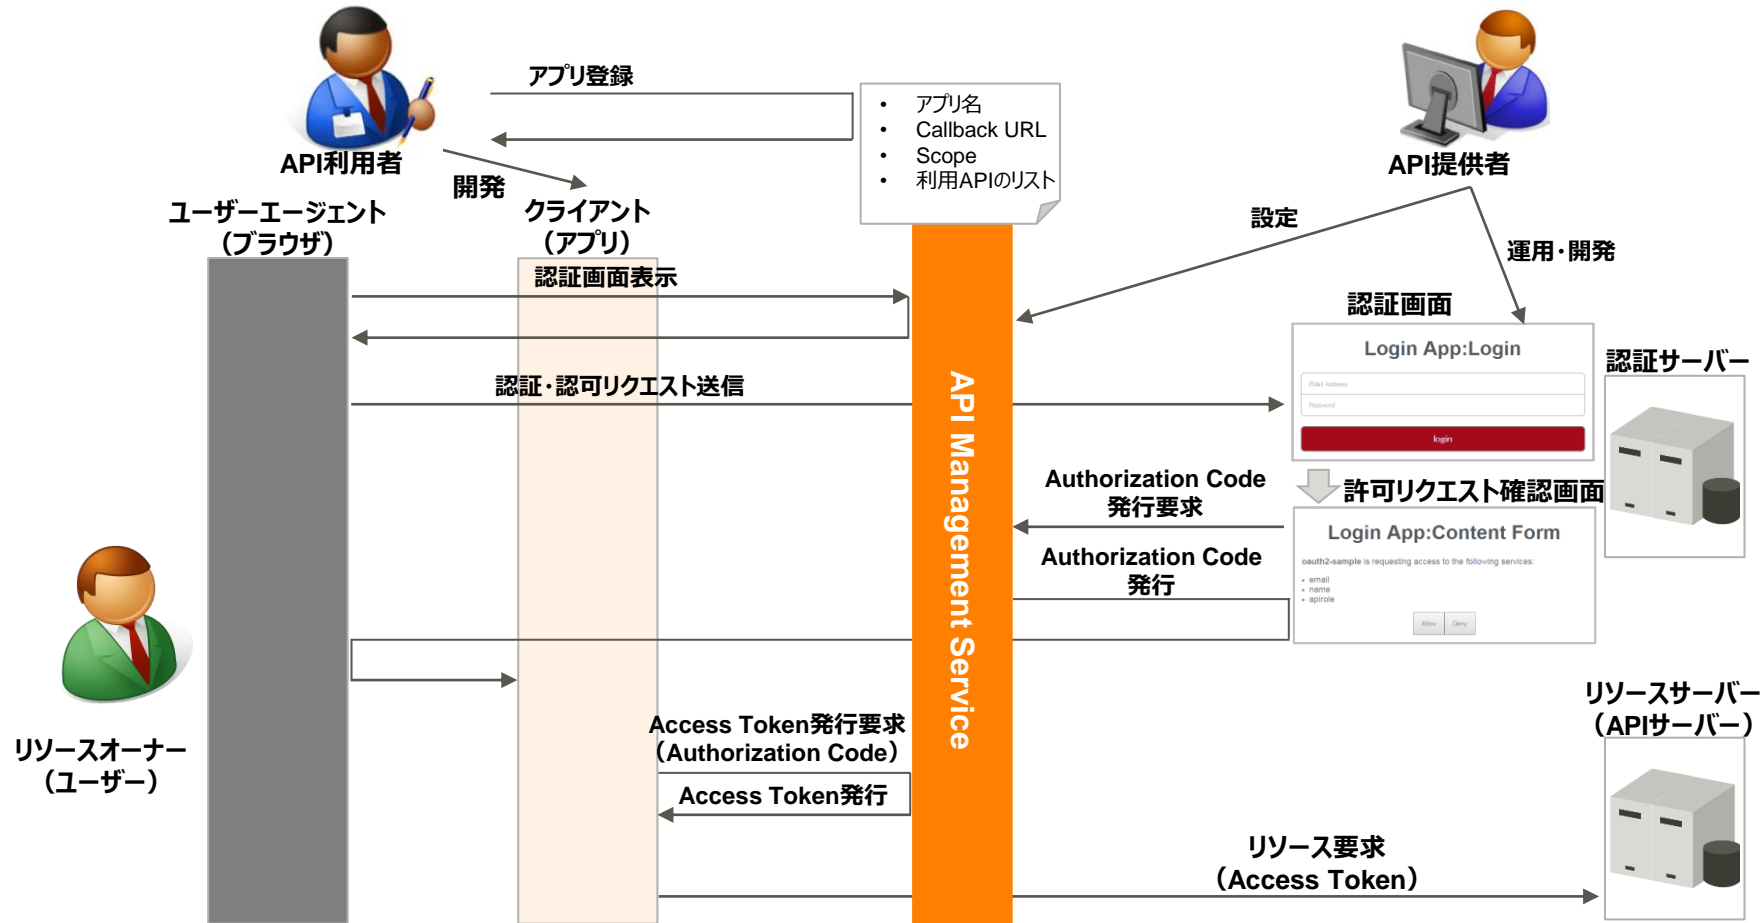 アプリ登録
• アプリ名
• Callback URL
• Scope
• 利用APIのリスト
API利用者
API提供者
開発
ユーザーエージェント
（ブラウザ）
クライアント
（アプリ）
設定
運用・開発
認証画面表示
認証画面
Login App:Login
EMail Address
Password
login
認証サーバー
認証・認可リクエスト送信
API Management Service
Authorization Code
発行要求
許可リクエスト確認画面
Login App:Content Form
oauth2-sample is requesting access to the following services:
• email
• name
• apirole
Allow Deny
Authorization Code
発行
リソースオーナー
（ユーザー）
Access Token発行要求
（Authorization Code）
Access Token発行
リソースサーバー
（APIサーバー）
リソース要求
（Access Token）